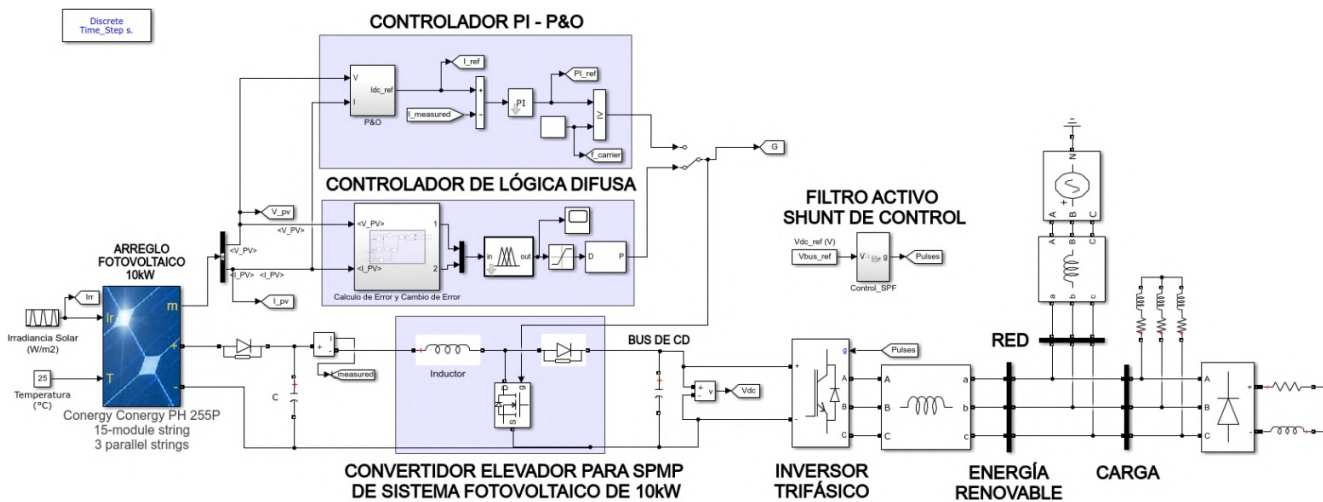 Discrete
Time_Step s.
CONTROLADOR PI - P&O
V
I
Idc_ref
P&O
I_ref
I_measured
+
-
PI
PI_ref
I_carrier
G
CONTROLADOR DE LÓGICA DIFUSA
<V_PV>
<I_PV>
1
2
Calculo de Error y Cambio de Error
in
out
D
P
V_pv
<V_PV>
<V_PV>
<I_PV>
<I_PV>
I_pv
ARREGLO
FOTOVOLTAICO
10kW
Irr
Irradiancia Solar
(W/m2)
25
Temperatura
(°C)
Ir
T
m
+
-
Conergy Conergy PH 255P
15-module string
3 parallel strings
C
+
-
i
I_measured
Inductor
D
g
S
BUS DE CD
+
-
v
Vdc
CONVERTIDOR ELEVADOR PARA SPMP
DE SISTEMA FOTOVOLTAICO DE 10kW
FILTRO ACTIVO
SHUNT DE CONTROL
Vdc_ref (V)
Vbus_ref
V
g
Pulses
Control_SPF
Pulses
g
+
-
A
B
C
INVERSOR
TRIFÁSICO
A
B
C
a
b
c
ENERGÍA
RENOVABLE
RED
N
A
B
C
A
B
C
a
b
c
CARGA
A
B
C
+
-